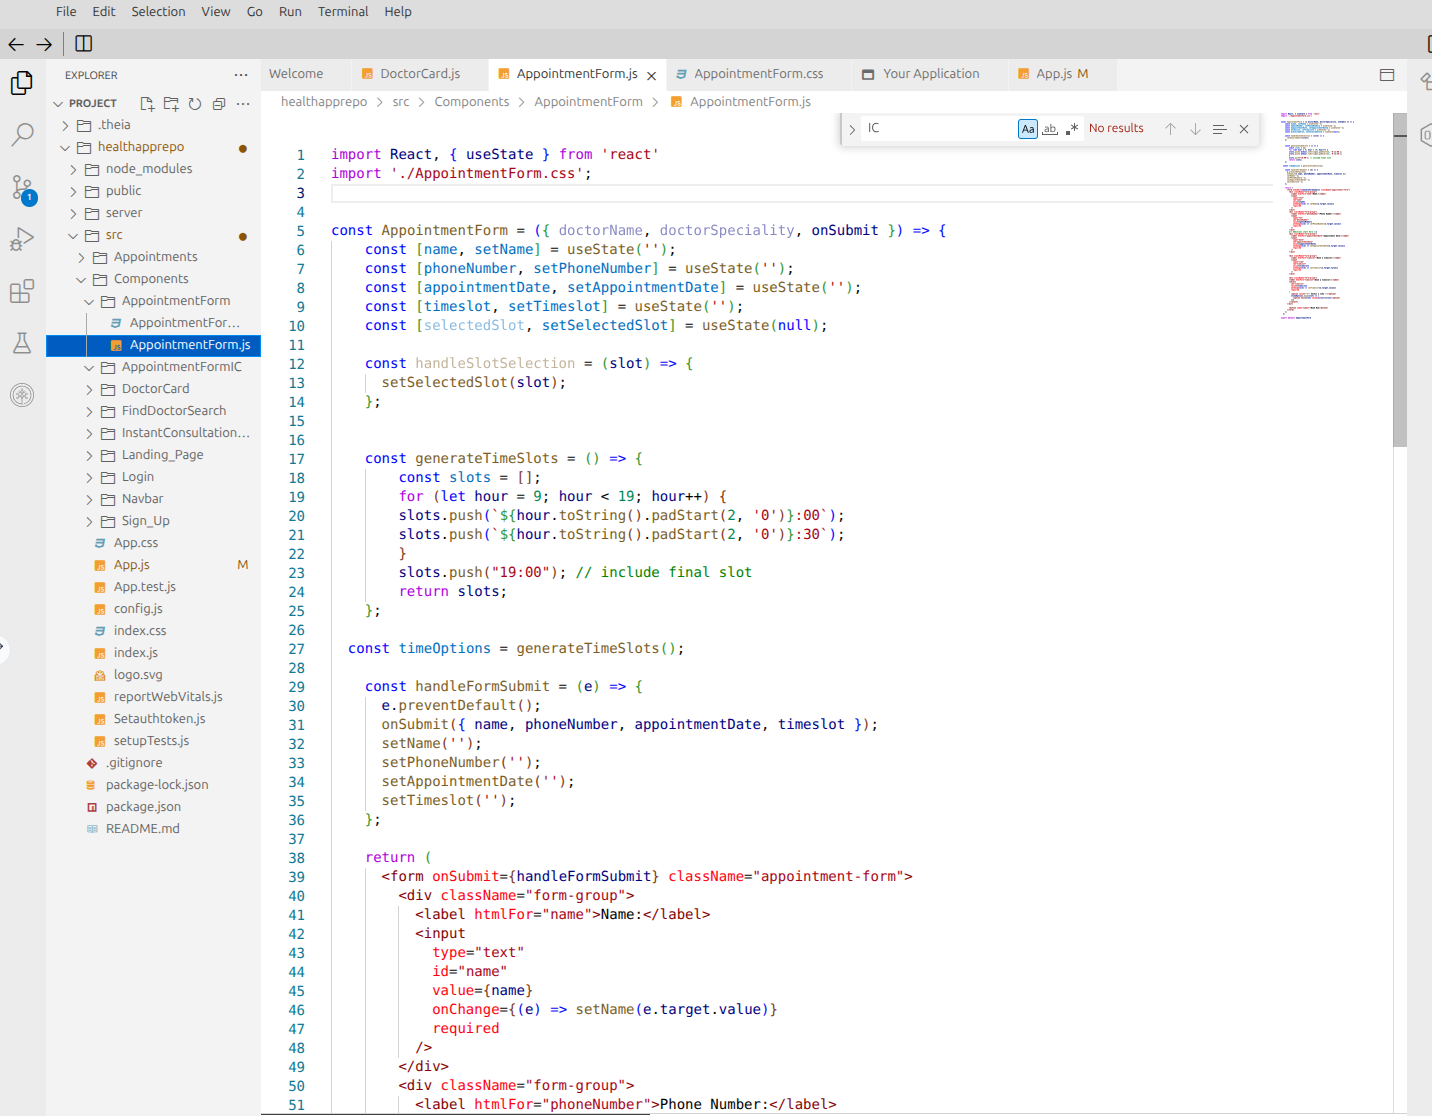 File Edit Selection View Go Run Terminal Help
EXPLORER
Welcome DoctorCard.js AppointmentForm.js AppointmentForm.css Your Application App.js M
PROJECT
healthapprepo > src > Components > AppointmentForm > AppointmentForm.js
IC Aa ab .* No results
1
.theia
healthapprepo
node_modules
public
server
src
Appointments
Components
AppointmentForm
AppointmentFor...
AppointmentForm.js
AppointmentFormIC
DoctorCard
FindDoctorSearch
InstantConsultation...
Landing_Page
Login
Navbar
Sign_Up
App.css
App.js M
App.test.js
config.js
index.css
index.js
logo.svg
reportWebVitals.js
Setauthtoken.js
setupTests.js
.gitignore
package-lock.json
package.json
README.md
1 import React, { useState } from 'react'
2 import './AppointmentForm.css';
3
4
5 const AppointmentForm = ({ doctorName, doctorSpeciality, onSubmit }) => {
6 const [name, setName] = useState('');
7 const [phoneNumber, setPhoneNumber] = useState('');
8 const [appointmentDate, setAppointmentDate] = useState('');
9 const [timeslot, setTimeslot] = useState('');
10 const [selectedSlot, setSelectedSlot] = useState(null);
11
12 const handleSlotSelection = (slot) => {
13 setSelectedSlot(slot);
14 };
15
16
17 const generateTimeSlots = () => {
18 const slots = [];
19 for (let hour = 9; hour < 19; hour++) {
20 slots.push(`${hour.toString().padStart(2, '0')}:00`);
21 slots.push(`${hour.toString().padStart(2, '0')}:30`);
22 }
23 slots.push("19:00"); // include final slot
24 return slots;
25 };
26
27 const timeOptions = generateTimeSlots();
28
29 const handleFormSubmit = (e) => {
30 e.preventDefault();
31 onSubmit({ name, phoneNumber, appointmentDate, timeslot });
32 setName('');
33 setPhoneNumber('');
34 setAppointmentDate('');
35 setTimeslot('');
36 };
37
38 return (
39 <form onSubmit={handleFormSubmit} className="appointment-form">
40 <div className="form-group">
41 <label htmlFor="name">Name:</label>
42 <input
43 type="text"
44 id="name"
45 value={name}
46 onChange={(e) => setName(e.target.value)}
47 required
48 />
49 </div>
50 <div className="form-group">
51 <label htmlFor="phoneNumber">Phone Number:</label>